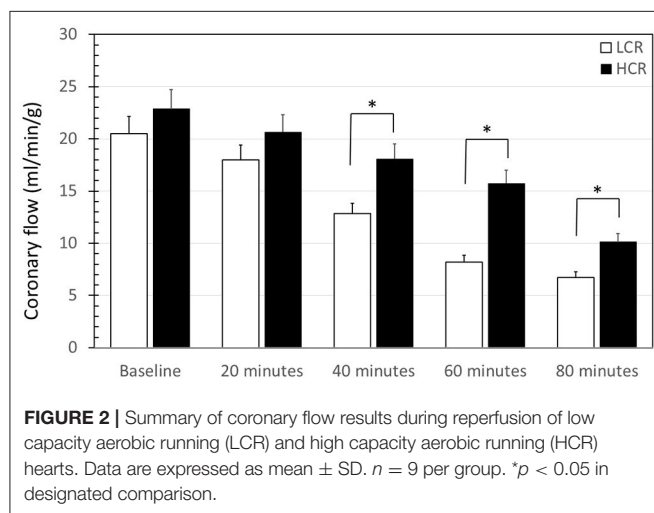 30
LCR
HCR
25
*
20
*
15
*
10
5
0
Coronary flow (ml/min/g)
Baseline 20 minutes 40 minutes 60 minutes 80 minutes
FIGURE 2 | Summary of coronary flow results during reperfusion of low
capacity aerobic running (LCR) and high capacity aerobic running (HCR)
hearts. Data are expressed as mean ± SD. n = 9 per group. *p < 0.05 in
designated comparison.